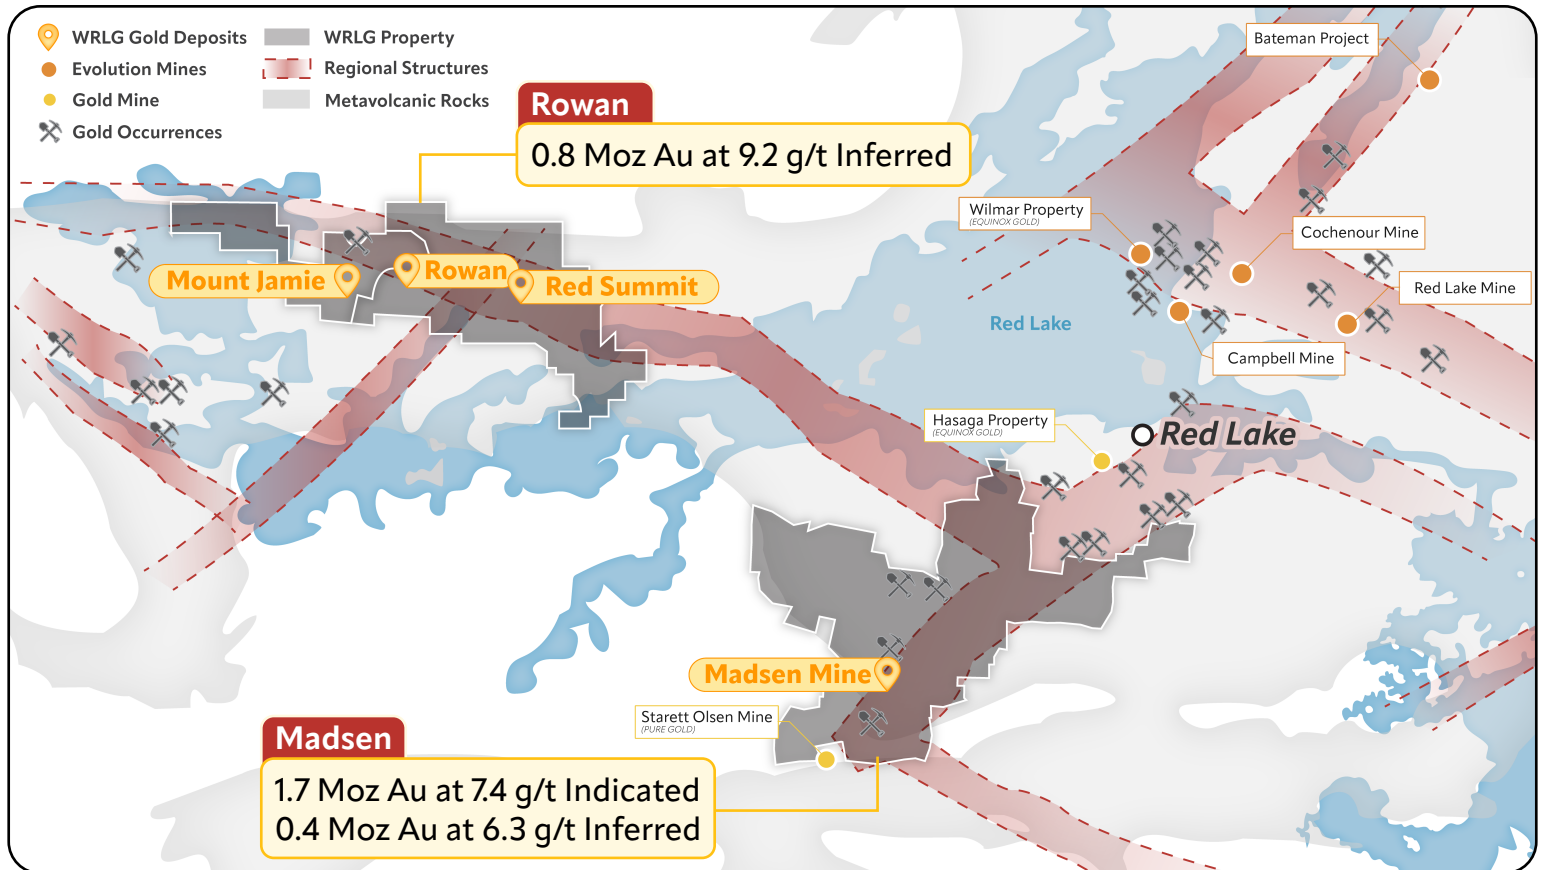 WRLG Gold Deposits
WRLG Property
Evolution Mines
Regional Structures
Gold Mine
Metavolcanic Rocks
Gold Occurrences
Rowan
0.8 Moz Au at 9.2 g/t Inferred
Bateman Project
Wilmar Property
(EQUINOX GOLD)
Cochenour Mine
Mount Jamie
Rowan
Red Summit
Red Lake Mine
Red Lake
Campbell Mine
Hasaga Property
(EQUINOX GOLD)
Red Lake
Madsen Mine
Starett Olsen Mine
(PURE GOLD)
Madsen
1.7 Moz Au at 7.4 g/t Indicated
0.4 Moz Au at 6.3 g/t Inferred